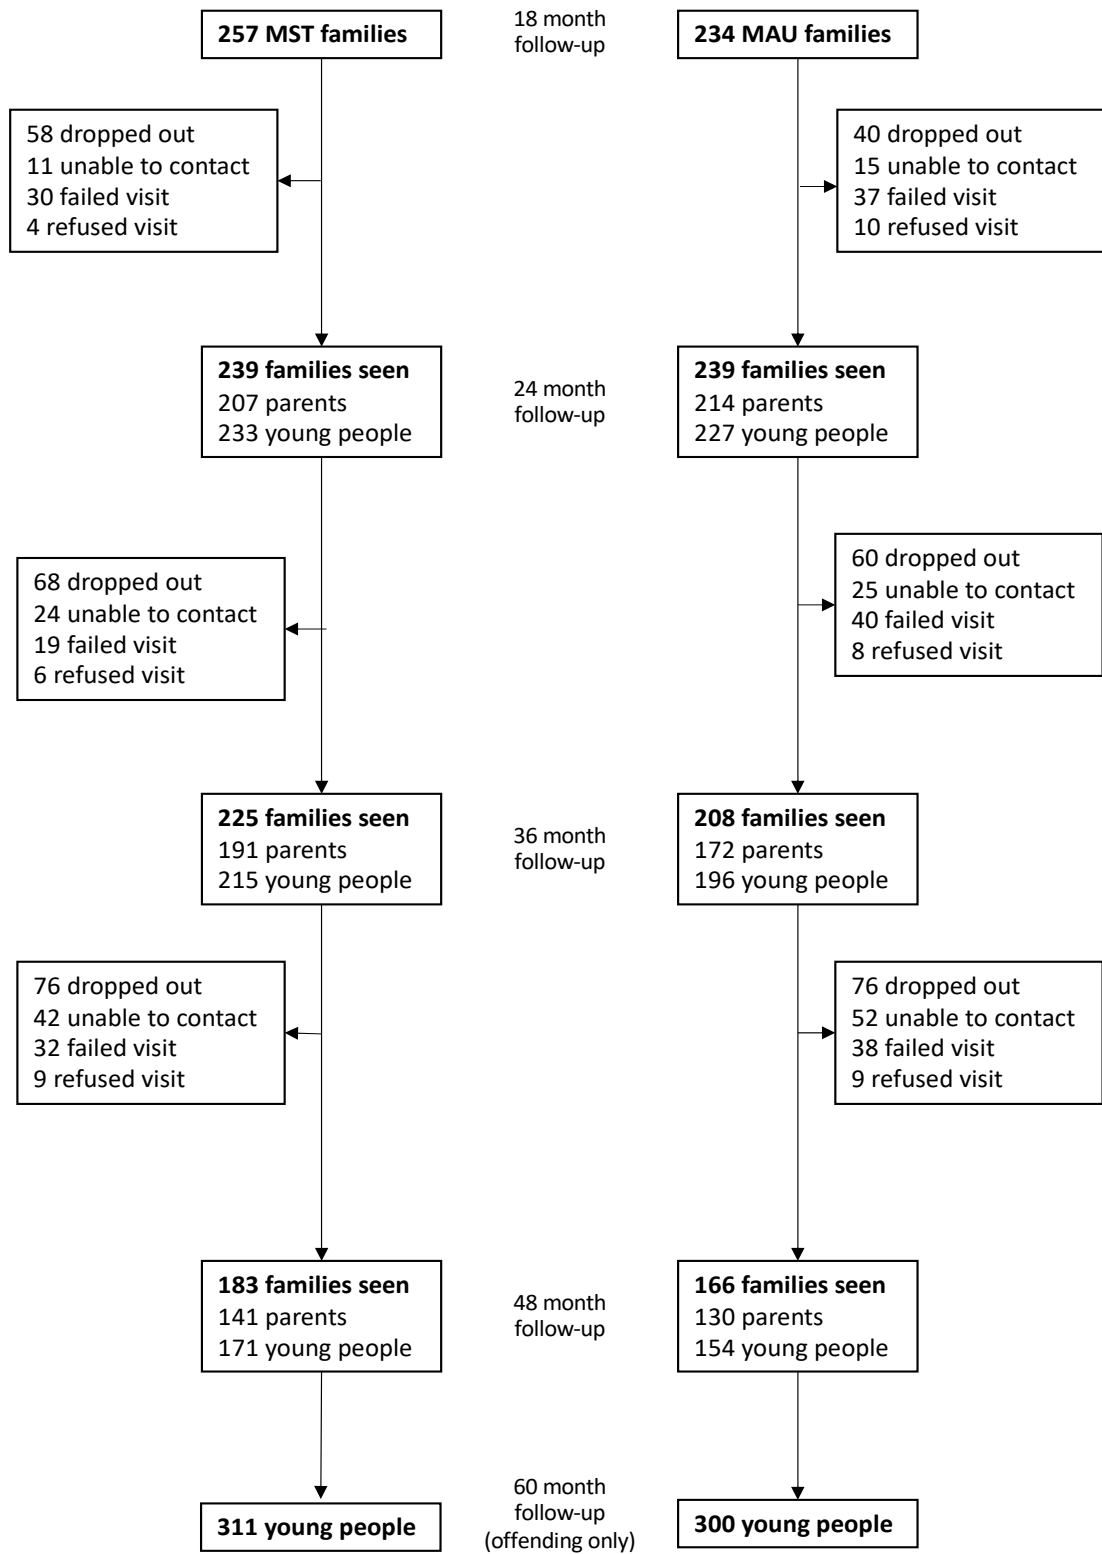 257 MST families
18 month
follow-up
234 MAU families
58 dropped out
11 unable to contact
30 failed visit
4 refused visit
40 dropped out
15 unable to contact
37 failed visit
10 refused visit
239 families seen
207 parents
233 young people
24 month
follow-up
239 families seen
214 parents
227 young people
68 dropped out
24 unable to contact
19 failed visit
6 refused visit
60 dropped out
25 unable to contact
40 failed visit
8 refused visit
225 families seen
191 parents
215 young people
36 month
follow-up
208 families seen
172 parents
196 young people
76 dropped out
42 unable to contact
32 failed visit
9 refused visit
76 dropped out
52 unable to contact
38 failed visit
9 refused visit
183 families seen
141 parents
171 young people
48 month
follow-up
166 families seen
130 parents
154 young people
311 young people
60 month
follow-up
(offending only)
300 young people